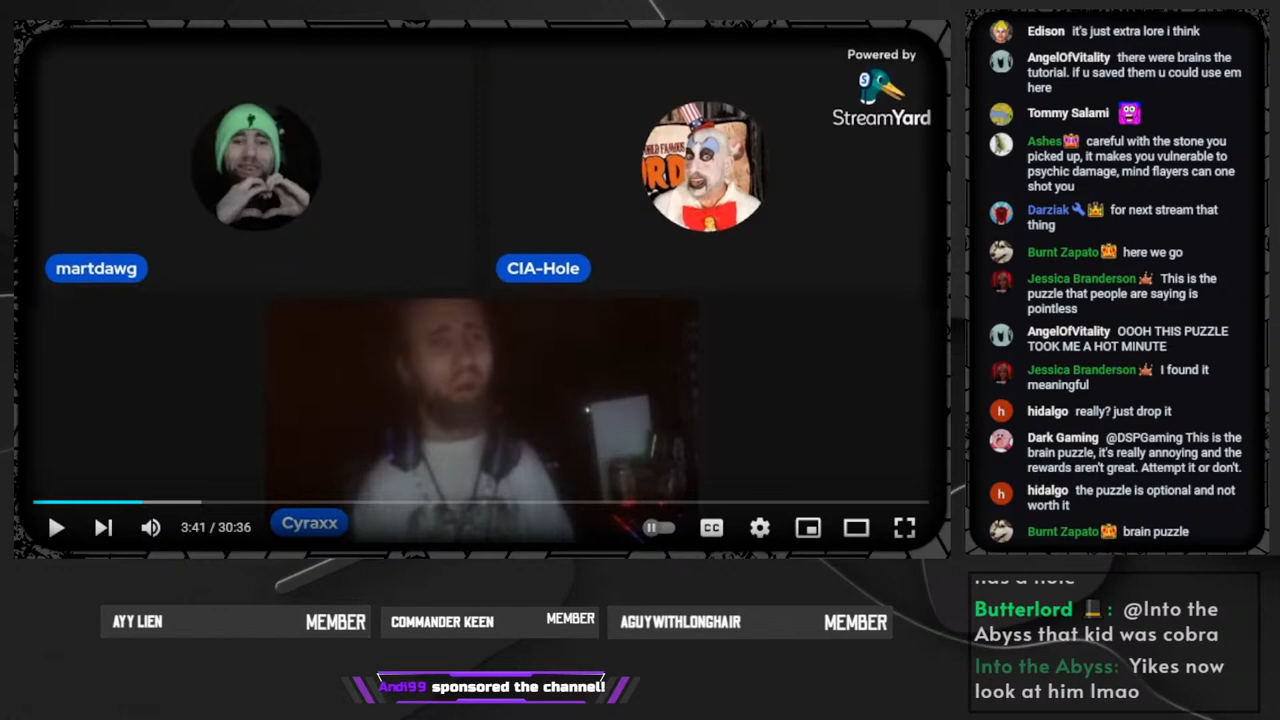 Powered by
StreamYard
martdawg
CIA-Hole
Cyraxx
3:41 / 30:36
CC
Edison it's just extra lore i think
AngelOfVitality there were brains the
tutorial. if u saved them u could use em
here
Tommy Salami
Ashes careful with the stone you
picked up, it makes you vulnerable to
psychic damage, mind flayers can one
shot you
Darziak for next stream that
thing
Burnt Zapato here we go
Jessica Branderson This is the
puzzle that people are saying is
pointless
AngelOfVitality OOOH THIS PUZZLE
TOOK ME A HOT MINUTE
Jessica Branderson I found it
meaningful
h
hidalgo really? just drop it
Dark Gaming @DSPGaming This is the
brain puzzle, it's really annoying and the
rewards aren't great. Attempt it or don't.
h
hidalgo the puzzle is optional and not
worth it
Burnt Zapato brain puzzle
has a hole
Butterlord : @Into the
Abyss that kid was cobra
Into the Abyss: Yikes now
look at him lmao
AYY LIEN MEMBER
COMMANDER KEEN MEMBER
AGUYWITHLONGHAIR MEMBER
Andi99 sponsored the channel!